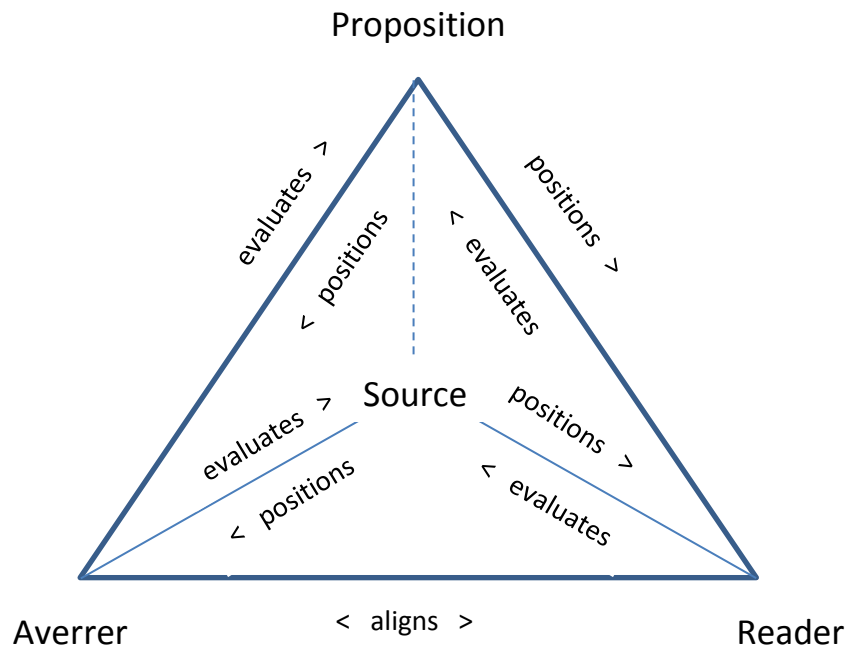 Proposition
evaluates >
positions >
< positions
< evaluates
Source
evaluates >
positions >
< positions
< evaluates
Averrer
< aligns >
Reader